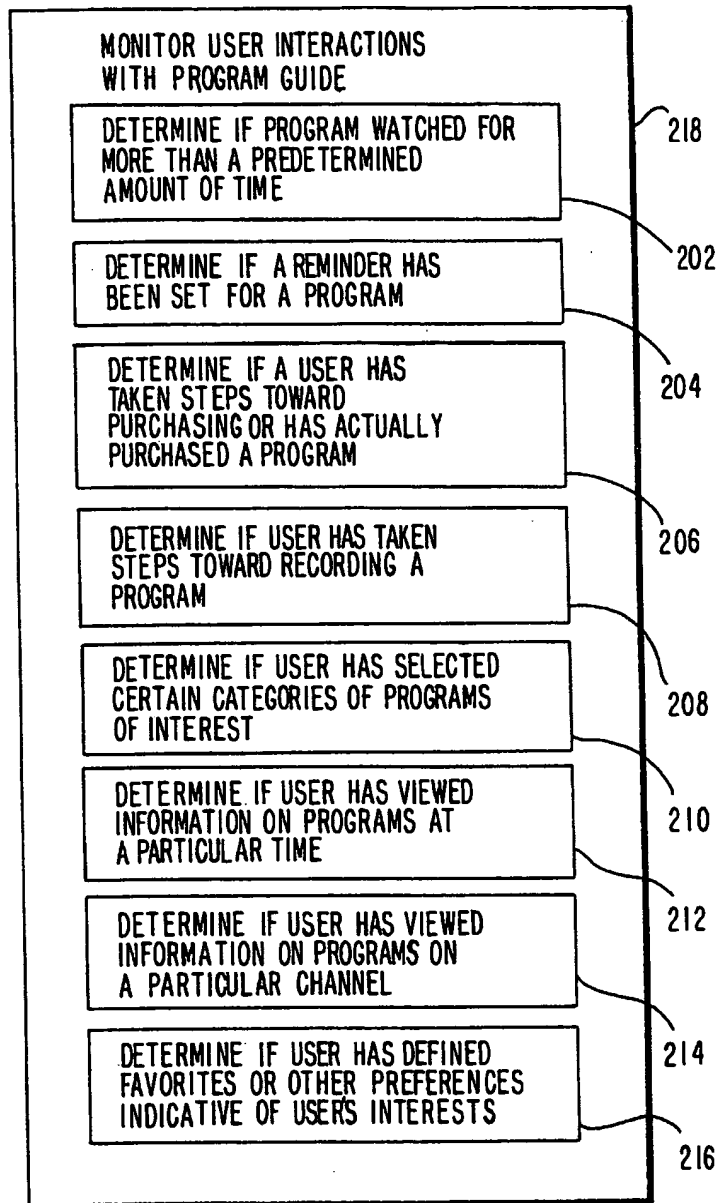 MONITOR USER INTERACTIONS
WITH PROGRAM GUIDE
218
DETERMINE IF PROGRAM WATCHED FOR
MORE THAN A PREDETERMINED
AMOUNT OF TIME
202
DETERMINE IF A REMINDER HAS
BEEN SET FOR A PROGRAM
204
DETERMINE IF A USER HAS
TAKEN STEPS TOWARD
PURCHASING OR HAS ACTUALLY
PURCHASED A PROGRAM
206
DETERMINE IF USER HAS TAKEN
STEPS TOWARD RECORDING A
PROGRAM
208
DETERMINE IF USER HAS SELECTED
CERTAIN CATEGORIES OF PROGRAMS
OF INTEREST
210
DETERMINE IF USER HAS VIEWED
INFORMATION ON PROGRAMS AT
A PARTICULAR TIME
212
DETERMINE IF USER HAS VIEWED
INFORMATION ON PROGRAMS ON
A PARTICULAR CHANNEL
214
DETERMINE IF USER HAS DEFINED
FAVORITES OR OTHER PREFERENCES
INDICATIVE OF USER'S INTERESTS
216